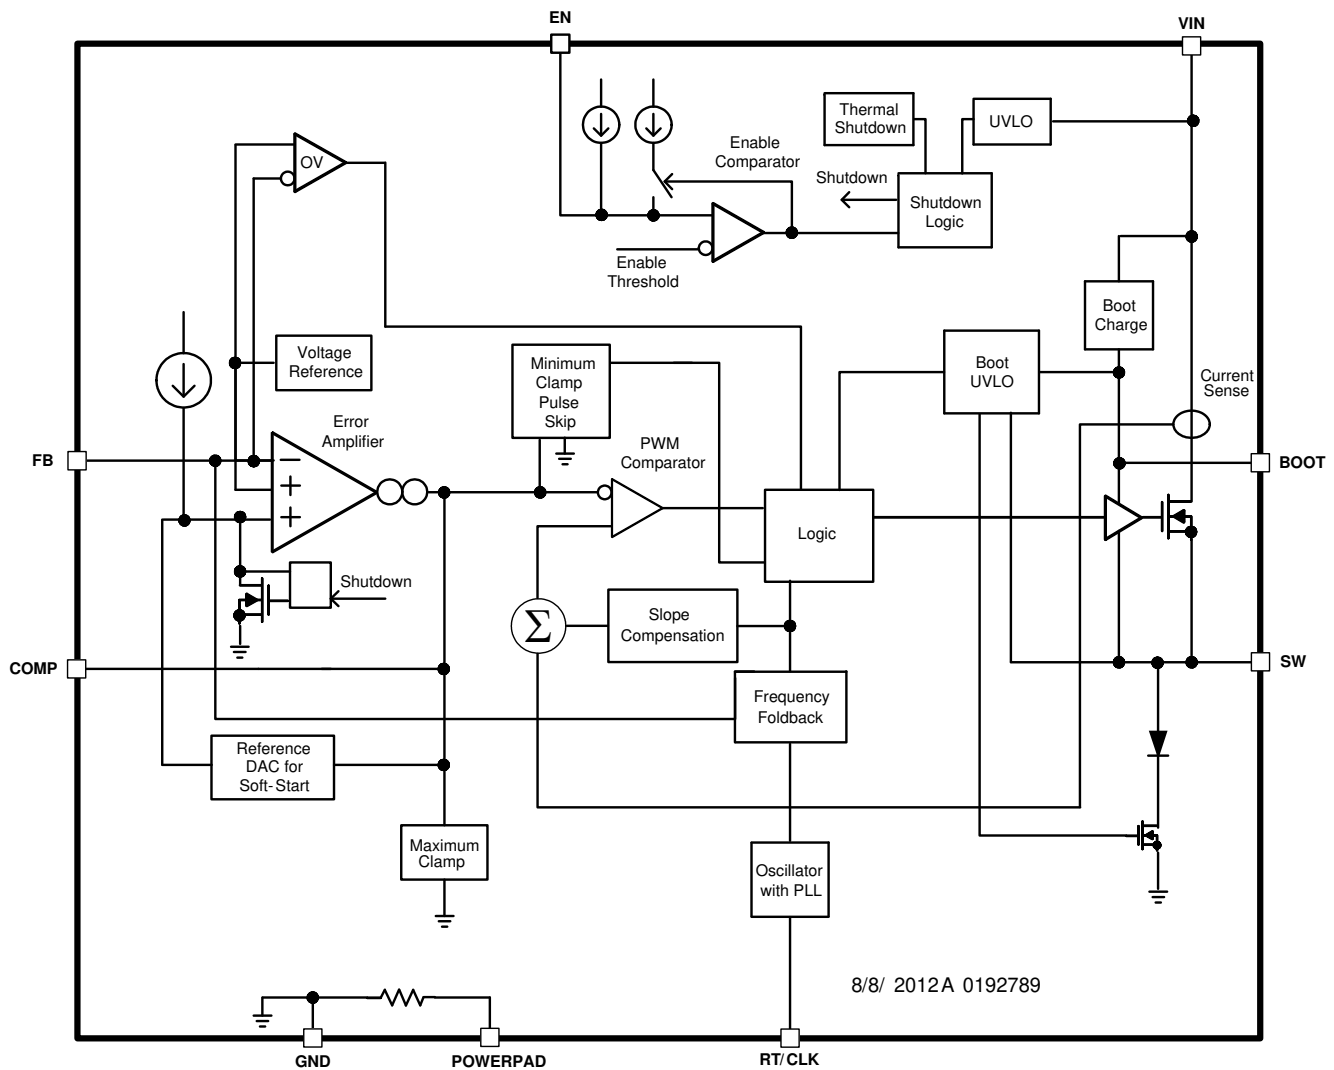 EN
VIN
Thermal
Shutdown
UVLO
Enable
Comparator
OV
Shutdown
Shutdown
Logic
Enable
Threshold
Boot
Charge
Voltage
Reference
Minimum
Clamp
Pulse
Skip
Boot
UVLO
Current
Sense
Error
Amplifier
PWM
Comparator
FB
BOOT
−
+
+
Logic
Shutdown
Σ
Slope
Compensation
COMP
SW
Frequency
Foldback
Reference
DAC for
Soft-Start
Maximum
Clamp
Oscillator
with PLL
8/8/ 2012A 0192789
GND
POWERPAD
RT/CLK